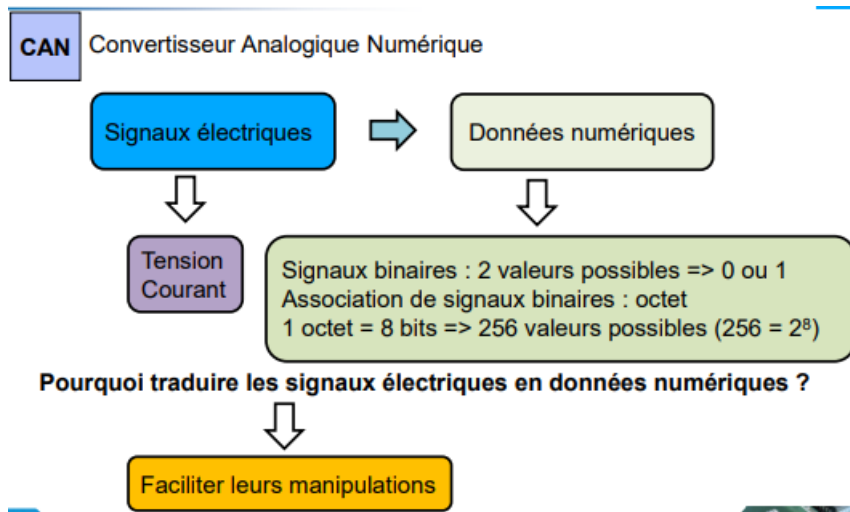 CAN
Convertisseur Analogique Numérique
Signaux électriques
Données numériques
Tension
Courant
Signaux binaires : 2 valeurs possibles => 0 ou 1
Association de signaux binaires : octet
1 octet = 8 bits => 256 valeurs possibles (256 = 2⁸)
Pourquoi traduire les signaux électriques en données numériques ?
Faciliter leurs manipulations